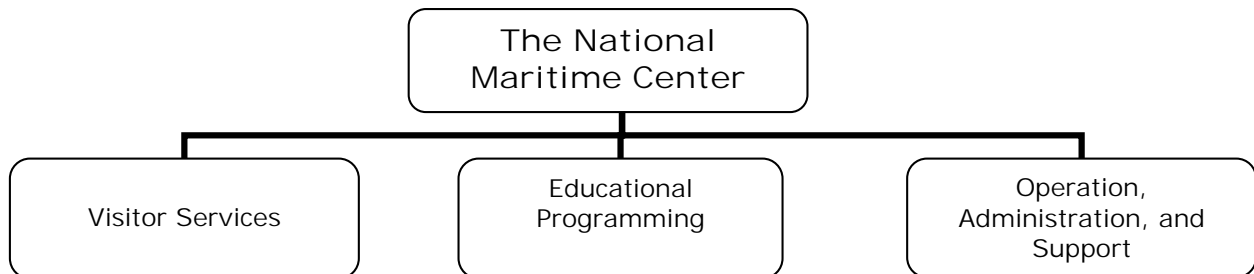 The National
Maritime Center
Visitor Services
Educational
Programming
Operation,
Administration, and
Support